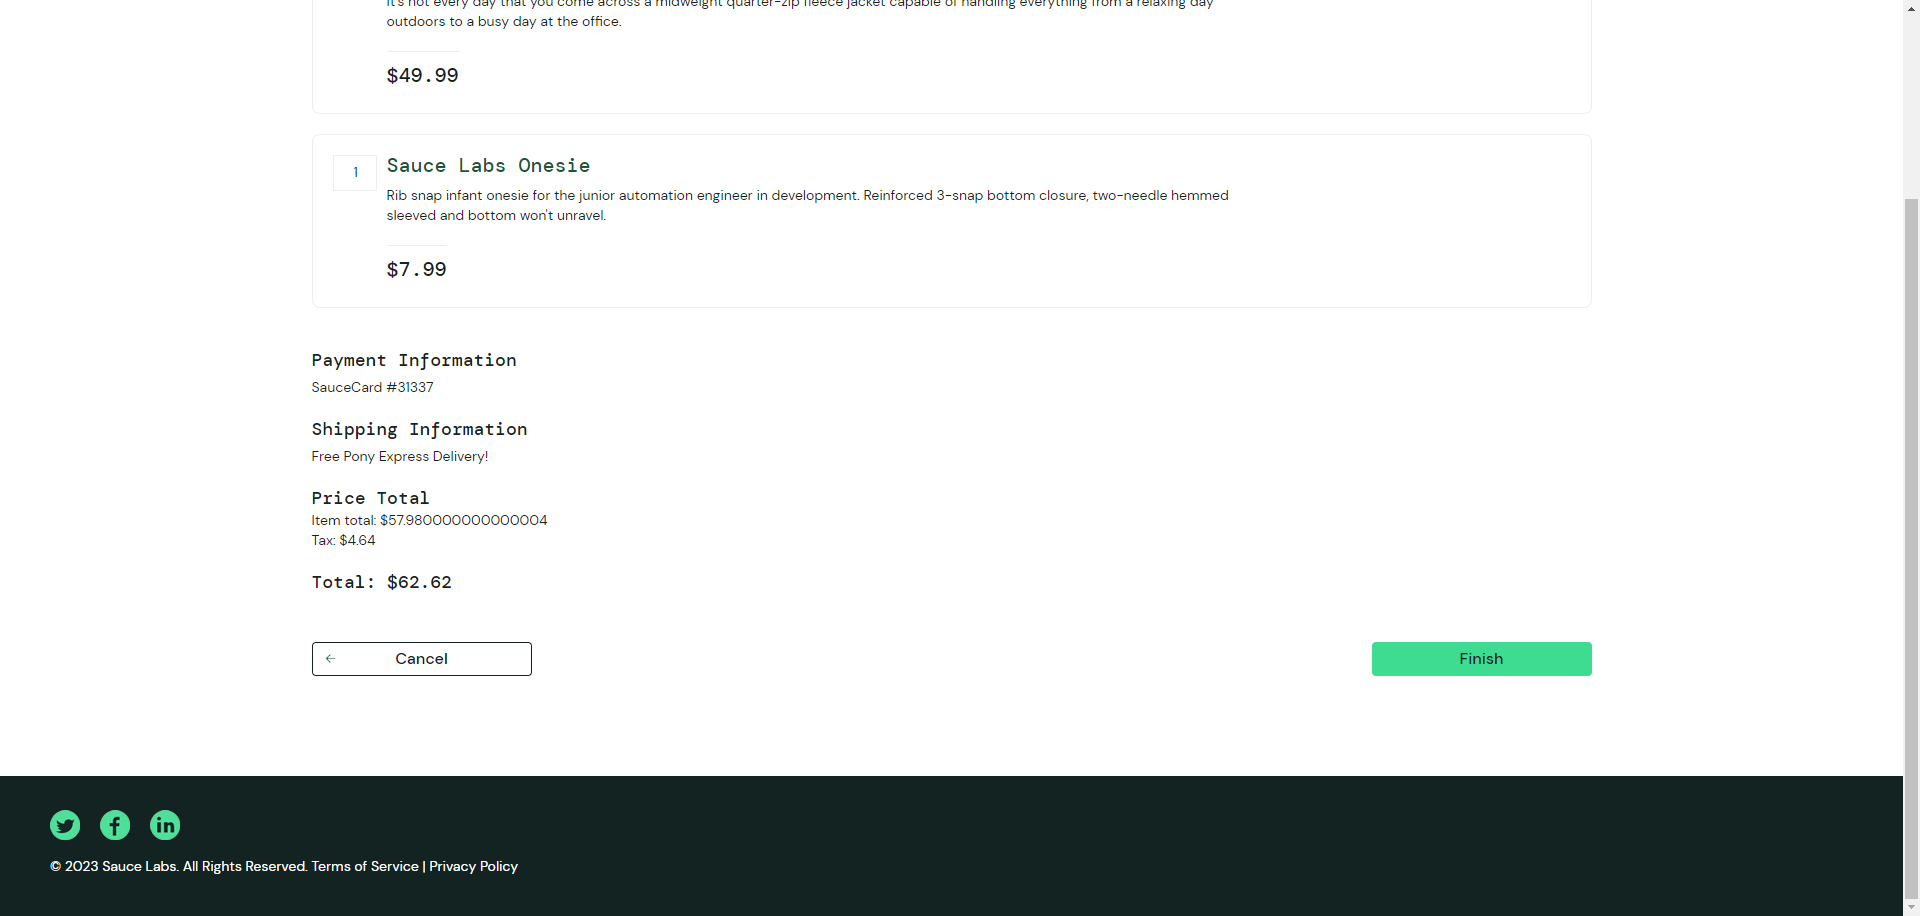 It's not every day that you come across a midweight quarter-zip fleece jacket capable of handling everything from a relaxing day
outdoors to a busy day at the office.
$49.99
1
Sauce Labs Onesie
Rib snap infant onesie for the junior automation engineer in development. Reinforced 3-snap bottom closure, two-needle hemmed
sleeved and bottom won't unravel.
$7.99
Payment Information
SauceCard #31337
Shipping Information
Free Pony Express Delivery!
Price Total
Item total: $57.980000000000004
Tax: $4.64
Total: $62.62
Cancel
Finish
© 2023 Sauce Labs. All Rights Reserved. Terms of Service | Privacy Policy